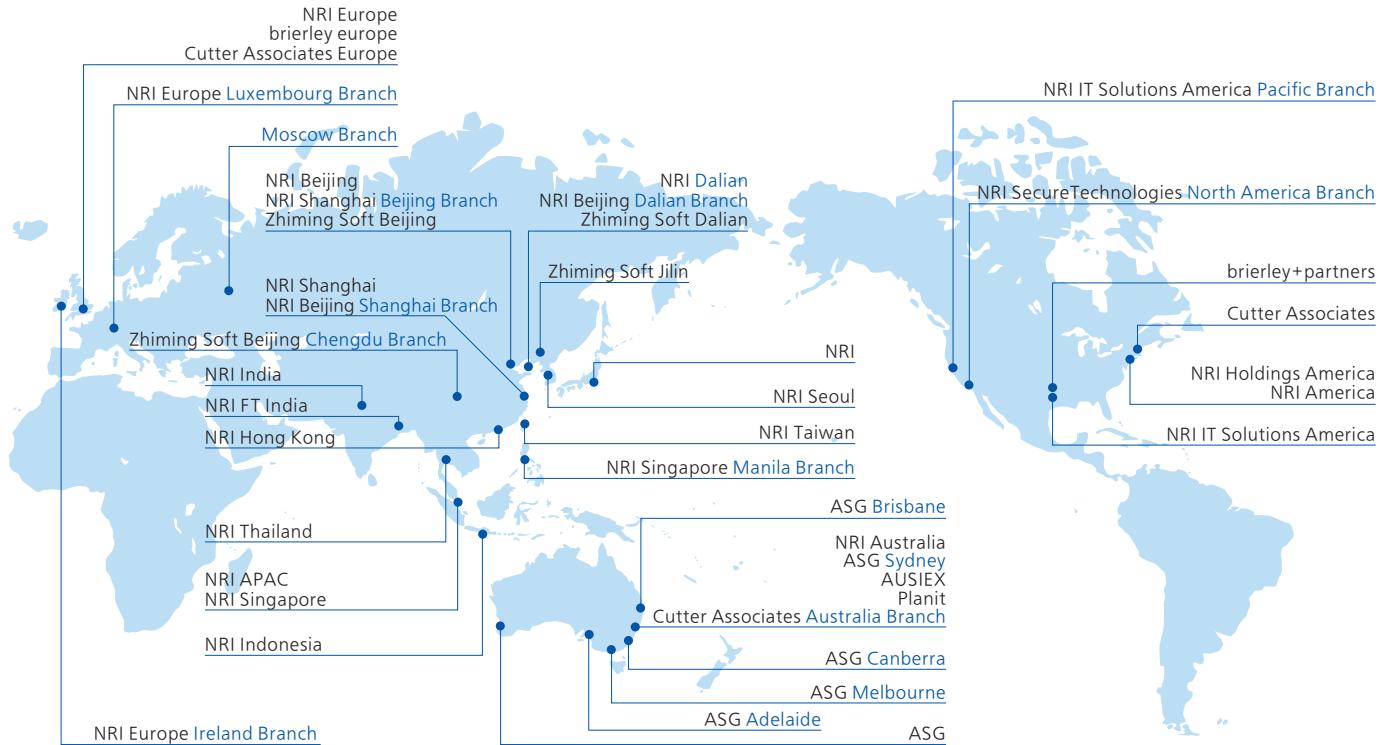 NRI Europe
brierley europe
Cutter Associates Europe
NRI Europe Luxembourg Branch
Moscow Branch
NRI Beijing
NRI Shanghai Beijing Branch
Zhiming Soft Beijing
NRI Dalian
NRI Beijing Dalian Branch
Zhiming Soft Dalian
Zhiming Soft Jilin
NRI Shanghai
NRI Beijing Shanghai Branch
Zhiming Soft Beijing Chengdu Branch
NRI India
NRI FT India
NRI Hong Kong
NRI
NRI Seoul
NRI Taiwan
NRI Singapore Manila Branch
NRI Thailand
NRI APAC
NRI Singapore
NRI Indonesia
NRI Europe Ireland Branch
ASG Brisbane
NRI Australia
ASG Sydney
AUSIEX
Planit
Cutter Associates Australia Branch
ASG Canberra
ASG Melbourne
ASG Adelaide
ASG
NRI IT Solutions America Pacific Branch
NRI SecureTechnologies North America Branch
brierley+partners
Cutter Associates
NRI Holdings America
NRI America
NRI IT Solutions America